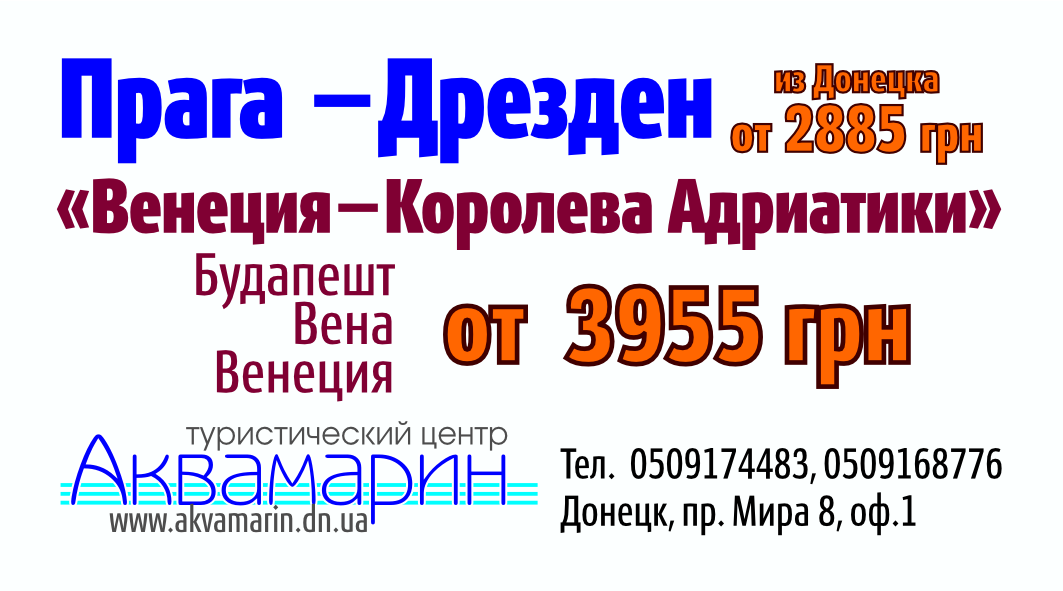 Прага – Дрезден
из Донецка
от 2885 грн
«Венеция – Королева Адриатики»
Будапешт
Вена
Венеция
от 3955 грн
туристический центр
Аквамарин
www.akvamarin.dn.ua
Тел. 0509174483, 0509168776
Донецк, пр. Мира 8, оф.1